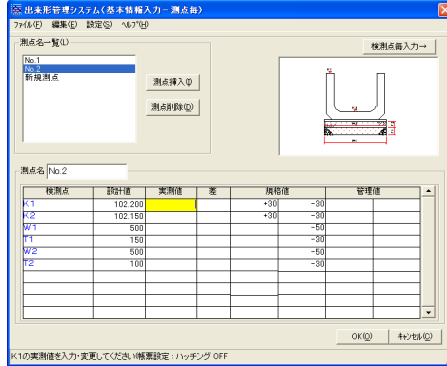 出来形管理システム(基本情報入力ー測点毎)
ファイル(F) 編集(E) 設定(S) ヘルプ(H)
測点名一覧(L)
検測点毎入力→
No.1
No.2
新規測点
測点挿入(I)
測点削除(D)
測点名 No.2
検測点 設計値 実測値 差 規格値 管理値
K1 102.200 +30 -30
K2 102.150 +30 -30
W1 500 -50
T1 150 -30
W2 500 -50
T2 100 -30
OK(O) キャンセル(C)
K1の実測値を入力・変更してください 帳票設定:ハッチング OFF